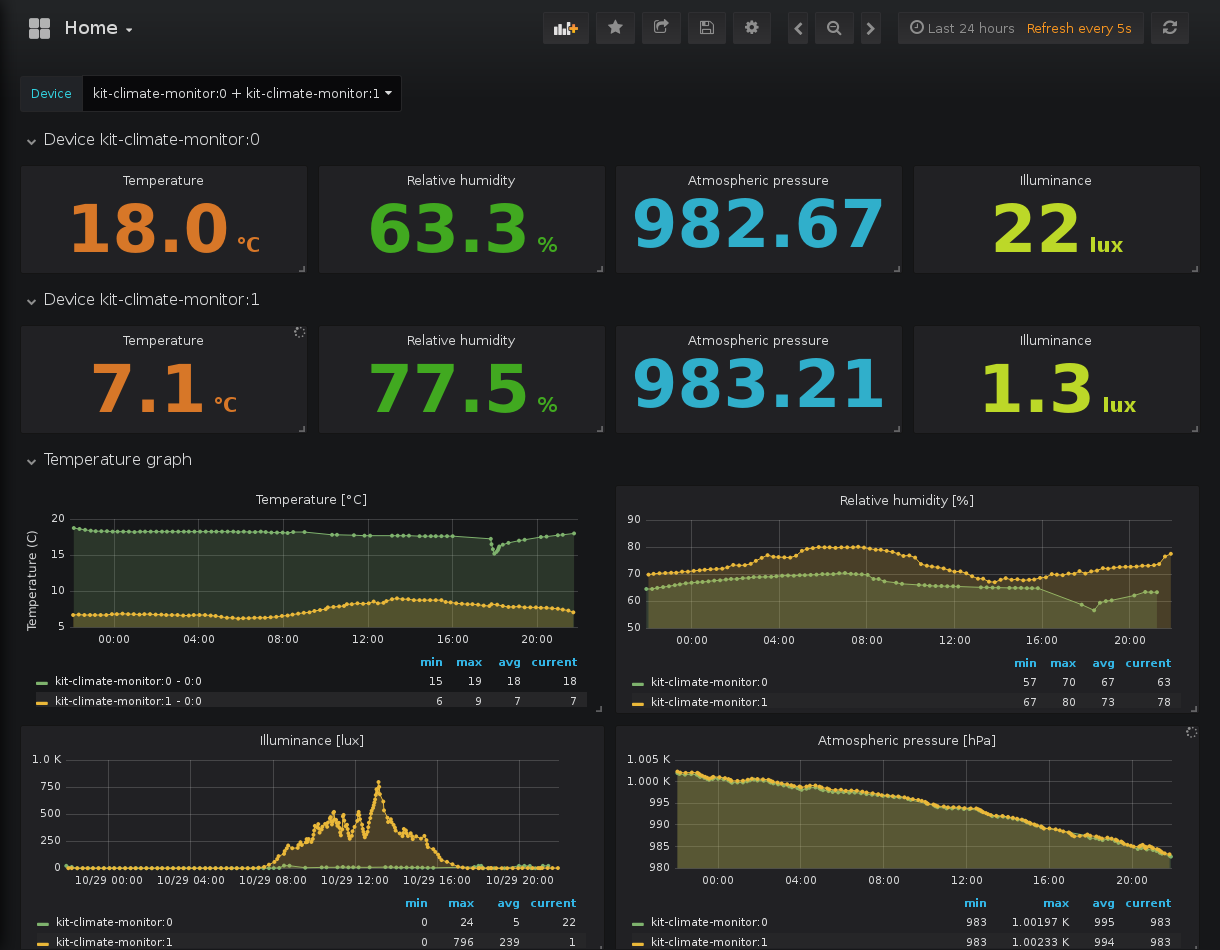 Home
Last 24 hours Refresh every 5s
Device kit-climate-monitor:0 + kit-climate-monitor:1
Device kit-climate-monitor:0
Temperature Relative humidity Atmospheric pressure Illuminance
18.0 °C 63.3 % 982.67 22 lux
Device kit-climate-monitor:1
Temperature Relative humidity Atmospheric pressure Illuminance
7.1 °C 77.5 % 983.21 1.3 lux
Temperature graph
Temperature [°C]
Temperature (C)
20
15
10
5
00:00 04:00 08:00 12:00 16:00 20:00
min max avg current
kit-climate-monitor:0 - 0:0 15 19 18 18
kit-climate-monitor:1 - 0:0 6 9 7 7
Relative humidity [%]
90
80
70
60
50
00:00 04:00 08:00 12:00 16:00 20:00
min max avg current
kit-climate-monitor:0 57 70 67 63
kit-climate-monitor:1 67 80 73 78
Illuminance [lux]
1.0 K
750
500
250
0
10/29 00:00 10/29 04:00 10/29 08:00 10/29 12:00 10/29 16:00 10/29 20:00
min max avg current
kit-climate-monitor:0 0 24 5 22
kit-climate-monitor:1 0 796 239 1
Atmospheric pressure [hPa]
1.005 K
1.000 K
995
990
985
980
00:00 04:00 08:00 12:00 16:00 20:00
min max avg current
kit-climate-monitor:0 983 1.00197 K 995 983
kit-climate-monitor:1 983 1.00233 K 994 983